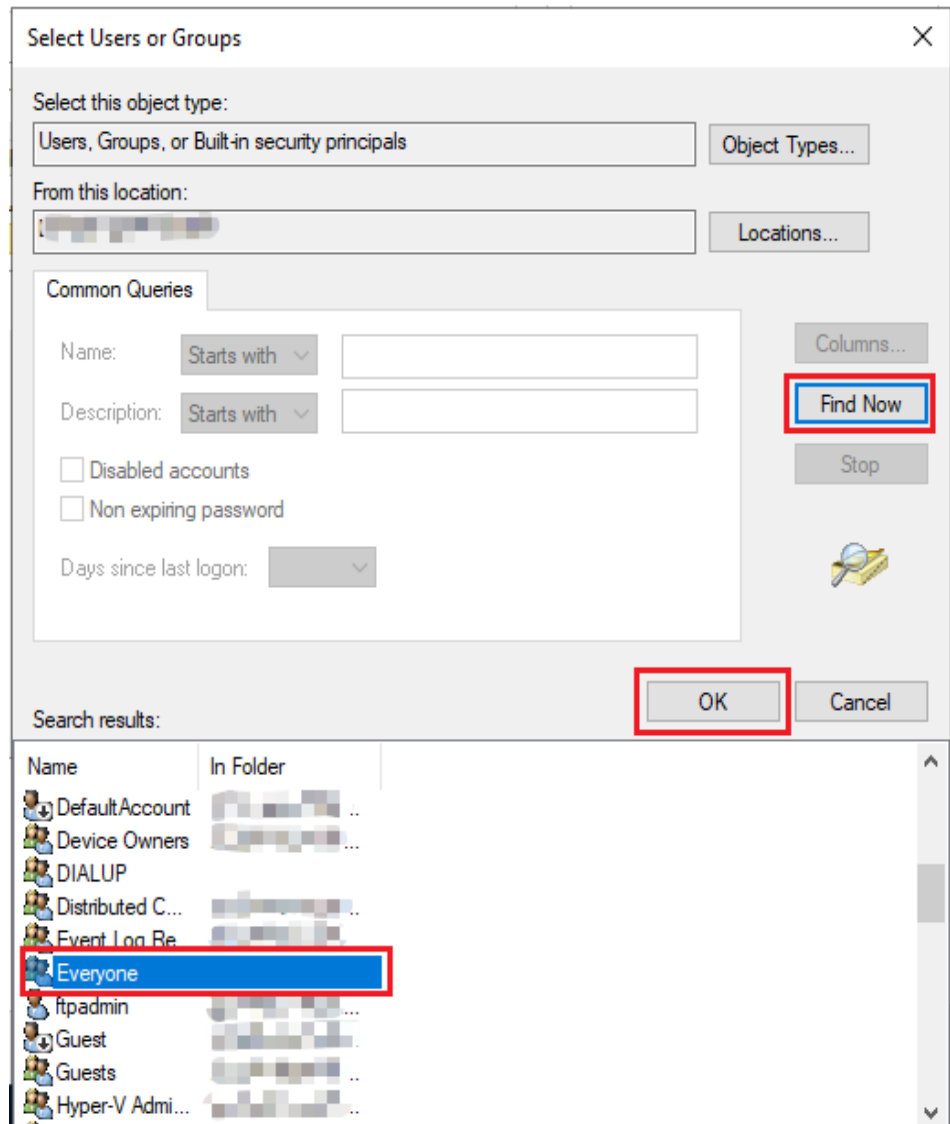 Select Users or Groups
Select this object type:
Users, Groups, or Built-in security principals
Object Types...
From this location:
Locations...
Common Queries
Name:
Starts with
Columns...
Description:
Starts with
Find Now
Disabled accounts
Stop
Non expiring password
Days since last logon:
OK
Cancel
Search results:
Name In Folder
DefaultAccount ..
Device Owners ...
DIALUP
Distributed C... ..
Event Log Re
Everyone
ftpadmin ...
Guest .
Guests ..
Hyper-V Admi... ..